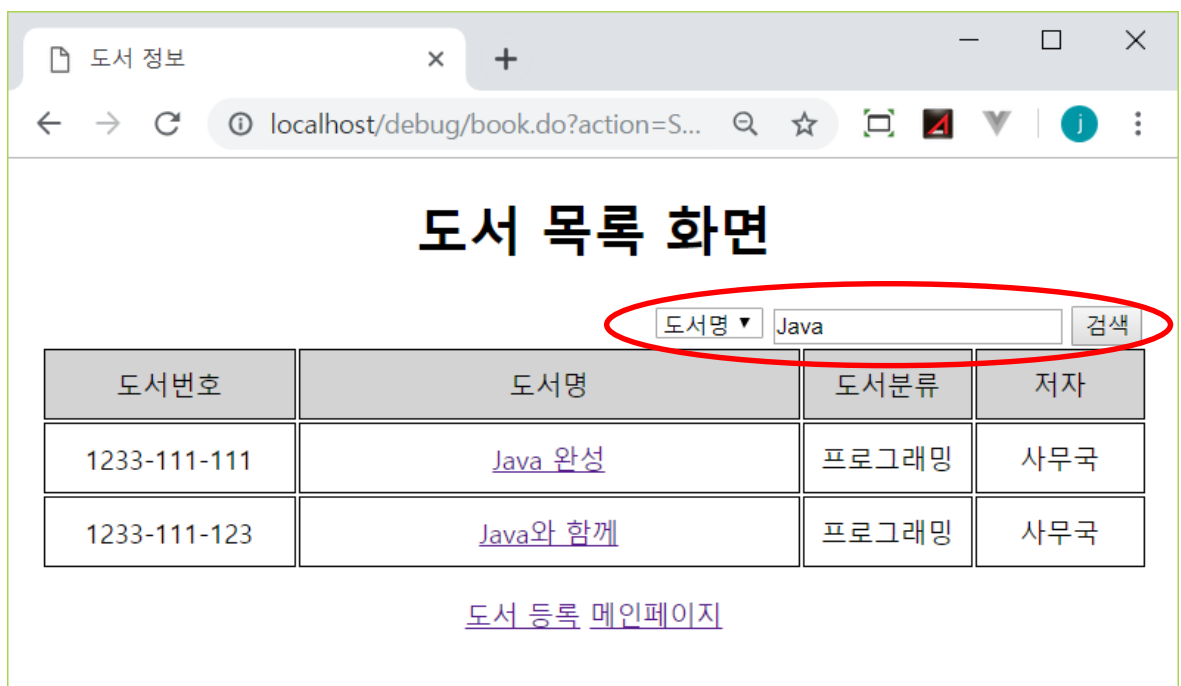 도서 정보
localhost/debug/book.do?action=S...
j
도서 목록 화면
도서명 Java 검색
도서번호 도서명 도서분류 저자
1233-111-111 Java 완성 프로그래밍 사무국
1233-111-123 Java와 함께 프로그래밍 사무국
도서 등록 메인페이지